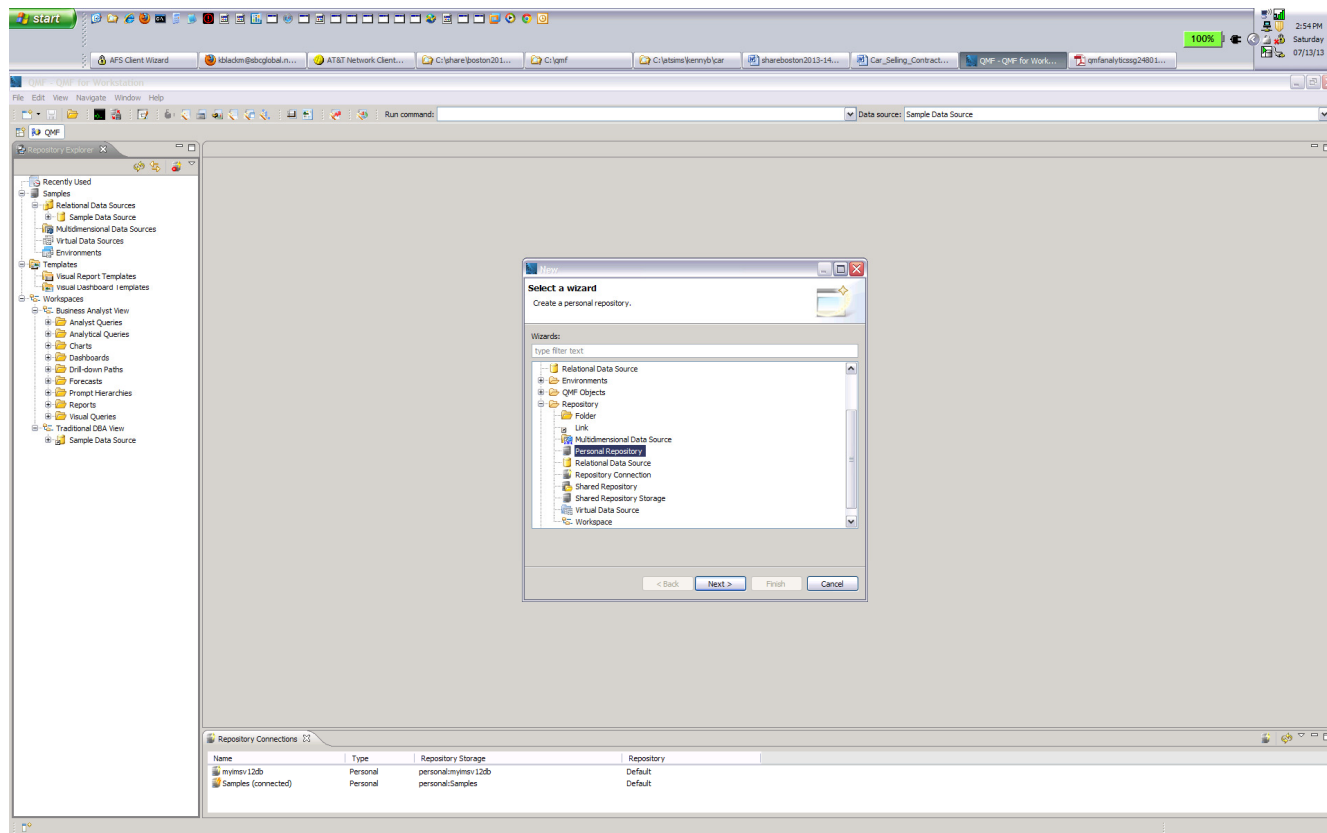 start
100%
2:54 PM
Saturday
07/13/13
AFS Client Wizard
kblackm@sbcglobal.n...
AT&T Network Client...
C:\share\boston201...
C:\qmf
C:\atsims\kennyb\car
shareboston2013-14...
Car_Selling_Contract...
QMF - QMF for Work...
qmfanalyticssg24801...
QMF - QMF for Workstation
File Edit View Navigate Window Help
Run command:
Data source: Sample Data Source
QMF
Repository Explorer
Recently Used
Samples
Relational Data Sources
Sample Data Source
Multidimensional Data Sources
Virtual Data Sources
Environments
Templates
Visual Report Templates
Visual Dashboard Templates
Workspaces
Business Analyst View
Analyst Queries
Analytical Queries
Charts
Dashboards
Drill-down Paths
Forecasts
Prompt Hierarchies
Reports
Visual Queries
Traditional DBA View
Sample Data Source
New
Select a wizard
Create a personal repository.
Wizards:
type filter text
Relational Data Source
Environments
QMF Objects
Repository
Folder
Link
Multidimensional Data Source
Personal Repository
Relational Data Source
Repository Connection
Shared Repository
Shared Repository Storage
Virtual Data Source
Workspace
< Back Next > Finish Cancel
Repository Connections
Name Type Repository Storage Repository
myimsv12db Personal personal:myimsv12db Default
Samples (connected) Personal personal:Samples Default